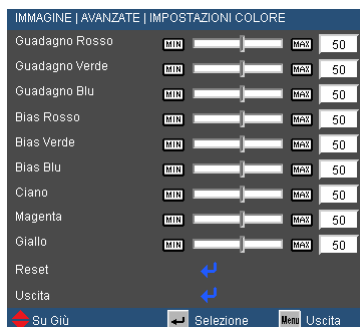 IMMAGINE | AVANZATE | IMPOSTAZIONI COLORE
Guadagno Rosso MIN MAX 50
Guadagno Verde MIN MAX 50
Guadagno Blu MIN MAX 50
Bias Rosso MIN MAX 50
Bias Verde MIN MAX 50
Bias Blu MIN MAX 50
Ciano MIN MAX 50
Magenta MIN MAX 50
Giallo MIN MAX 50
Reset
Uscita
Su Giù Selezione Menu Uscita